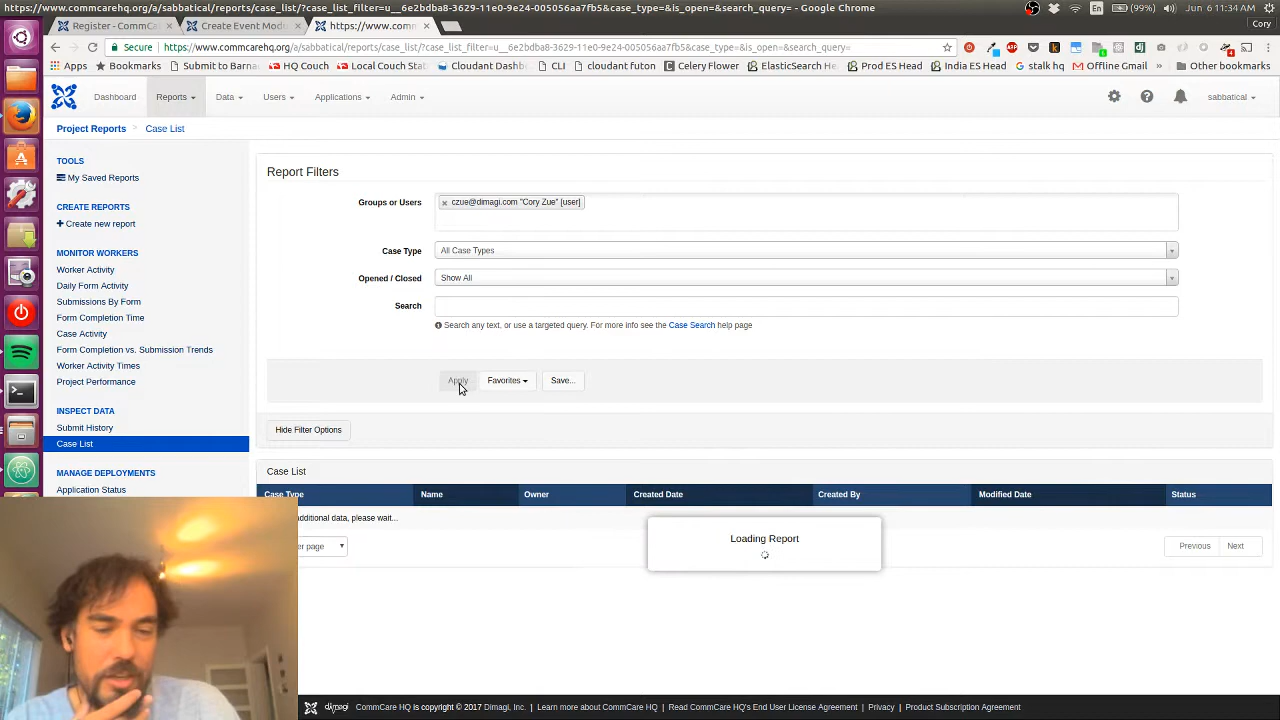 https://www.commcarehq.org/a/sabbatical/reports/case_list/?case_list_filter=u__6e2bdba8-3629-11e0-9e24-005056aa7fb5&case_type=&is_open=&search_query= - Google Chrome
En
(99%)
Jun 6,11:34 AM
Register - CommCa
Create Event Modu
https://www.comm
Cory
Secure
https://www.commcarehq.org/a/sabbatical/reports/case_list/?case_list_filter=u__6e2bdba8-3629-11e0-9e24-005056aa7fb5&case_type=&is_open=&search_query=
Apps
Bookmarks
Submit to Barna
HQ Couch
Local Couch Stat
Cloudant Dashb
CLI
cloudant futon
Celery Flower
ElasticSearch He
Prod ES Head
India ES Head
stalk hq
Offline Gmail
»
Other bookmarks
Dashboard
Reports
Data
Users
Applications
Admin
sabbatical
Project Reports
Case List
TOOLS
My Saved Reports
CREATE REPORTS
Create new report
MONITOR WORKERS
Worker Activity
Daily Form Activity
Submissions By Form
Form Completion Time
Case Activity
Form Completion vs. Submission Trends
Worker Activity Times
Project Performance
INSPECT DATA
Submit History
Case List
MANAGE DEPLOYMENTS
Application Status
Report Filters
Groups or Users
czue@dimagi.com "Cory Zue" [user]
Case Type
All Case Types
Opened / Closed
Show All
Search
Search any text, or use a targeted query. For more info see the Case Search help page
Apply
Favorites
Save...
Hide Filter Options
Case List
Case Type
Name
Owner
Created Date
Created By
Modified Date
Status
additional data, please wait...
Loading Report
per page
Previous
Next
dimagi
CommCare HQ is copyright © 2017 Dimagi, Inc.
Learn more about CommCare HQ
Read CommCare HQ's End User License Agreement
Privacy
Product Subscription Agreement